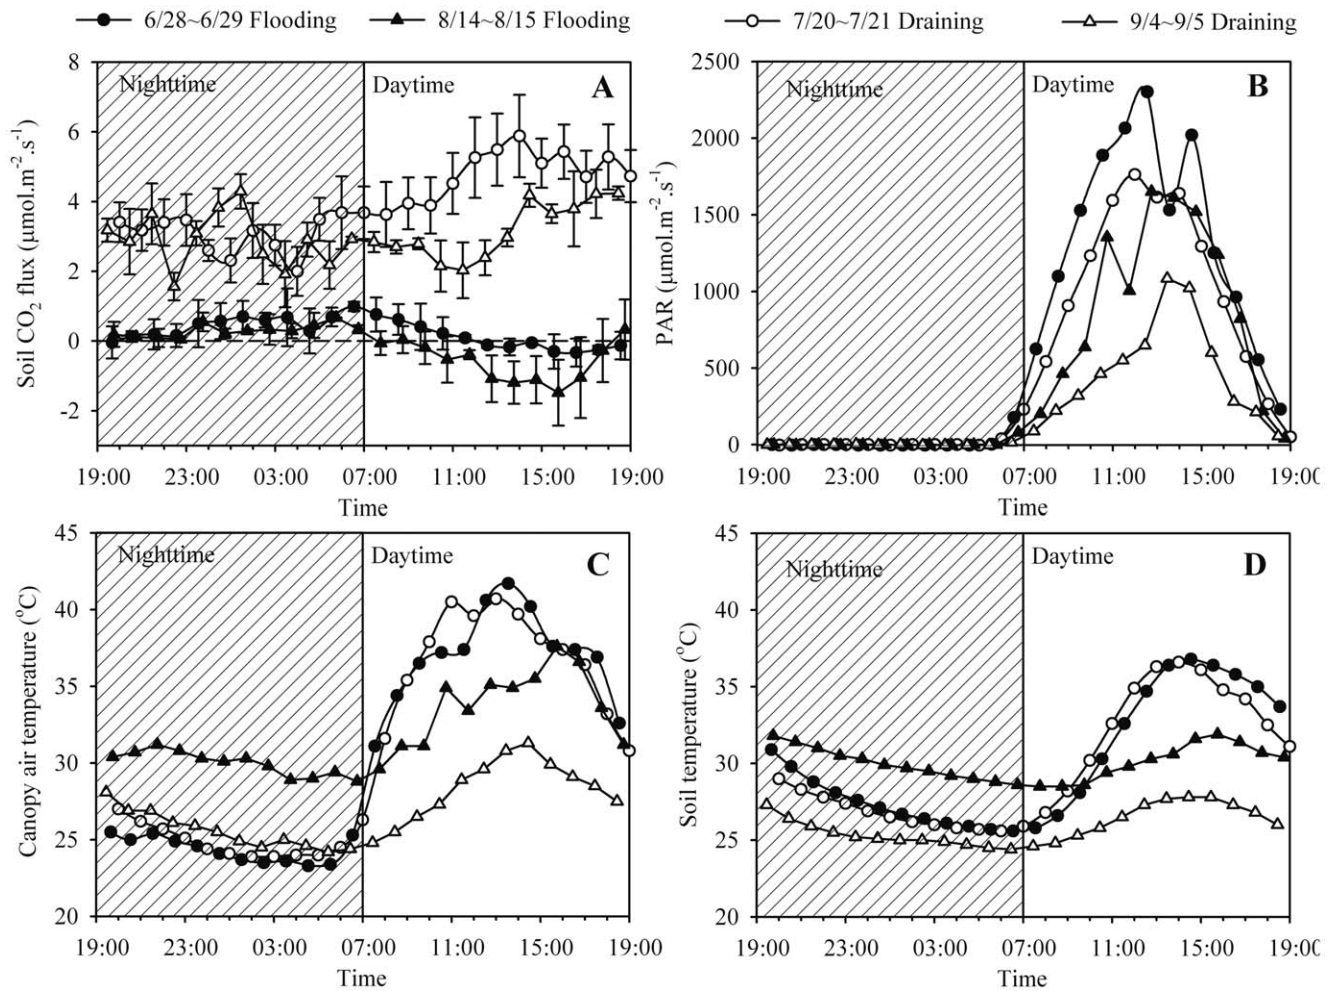 6/28~6/29 Flooding 8/14~8/15 Flooding 7/20~7/21 Draining 9/4~9/5 Draining
Nighttime Daytime A
Soil CO2 flux (μmol.m-2.s-1)
8
6
4
2
0
-2
19:00 23:00 03:00 07:00 11:00 15:00 19:00
Time
Nighttime Daytime B
PAR (μmol.m-2.s-1)
2500
2000
1500
1000
500
0
19:00 23:00 03:00 07:00 11:00 15:00 19:00
Time
Nighttime Daytime C
Canopy air temperature (oC)
45
40
35
30
25
20
19:00 23:00 03:00 07:00 11:00 15:00 19:00
Time
Nighttime Daytime D
Soil temperature (oC)
45
40
35
30
25
20
19:00 23:00 03:00 07:00 11:00 15:00 19:00
Time